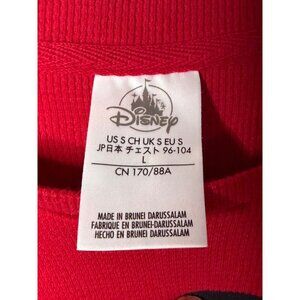 Disney
US S CH UK S EU S
JP日本 チェスト 96-104
L
CN 170/88A
MADE IN BRUNEI DARUSSALAM
FABRIQUÉ EN BRUNEI-DARUSSALAM
HECHO EN BRUNEI DARUSSALAM